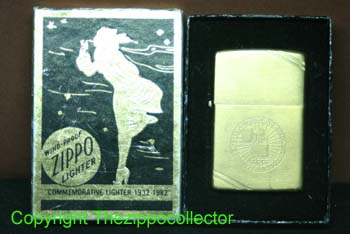 WIND-PROOF
ZIPPO
LIGHTER
COMMEMORATIVE LIGHTER 1932-1982
Copyright Thezippocollector